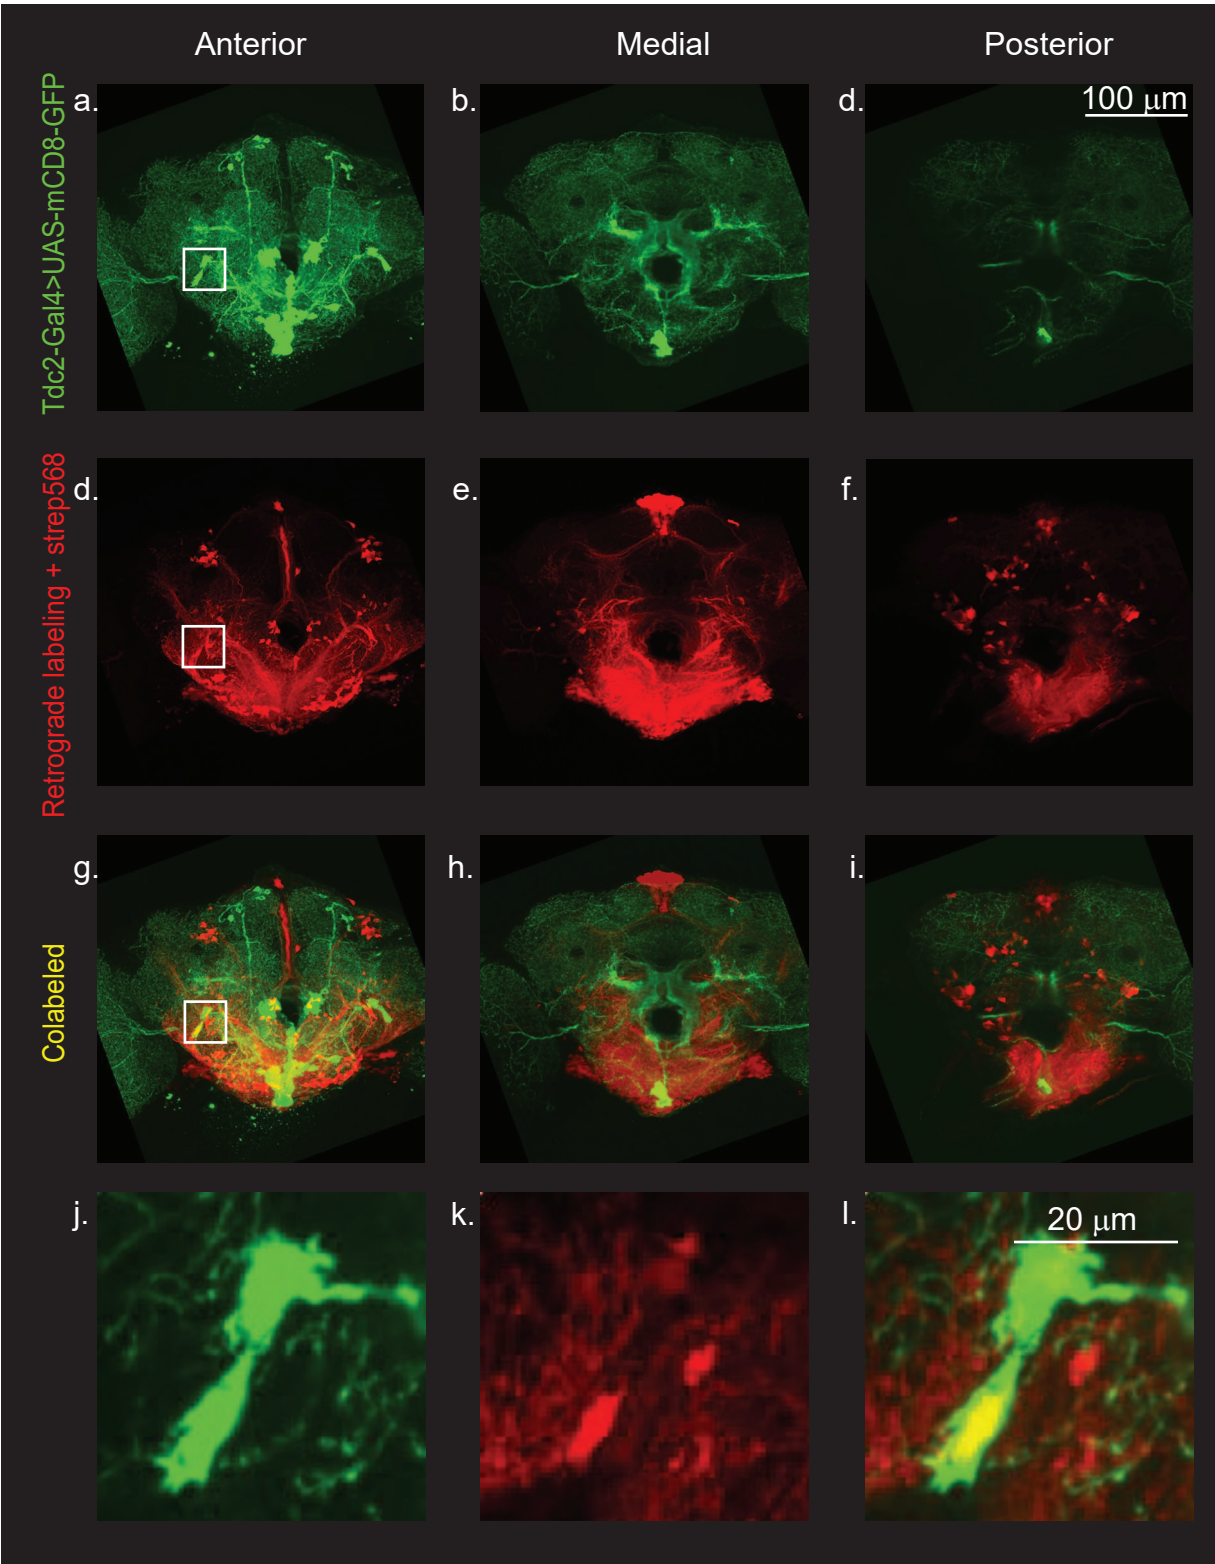 Anterior
Medial
Posterior
Tdc2-Gal4>UAS-mCD8-GFP
a.
b.
d.
100 μm
Retrograde labeling + strep568
d.
e.
f.
Colabeled
g.
h.
i.
j.
k.
l.
20 μm